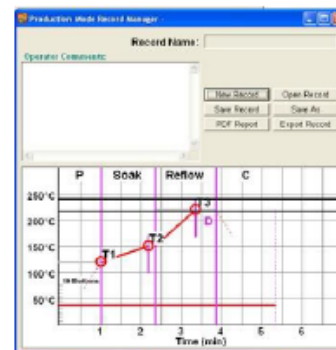 Production Mode Record Manager -
Record Name:
Operator Comments:
New Record Open Record
Save Record Save As
PDF Report Export Record
P Soak Reflow C
250°C
200°C
150°C
100°C
50°C
T1
T2
T3
D
1 2 3 4 5 6
Time (min)